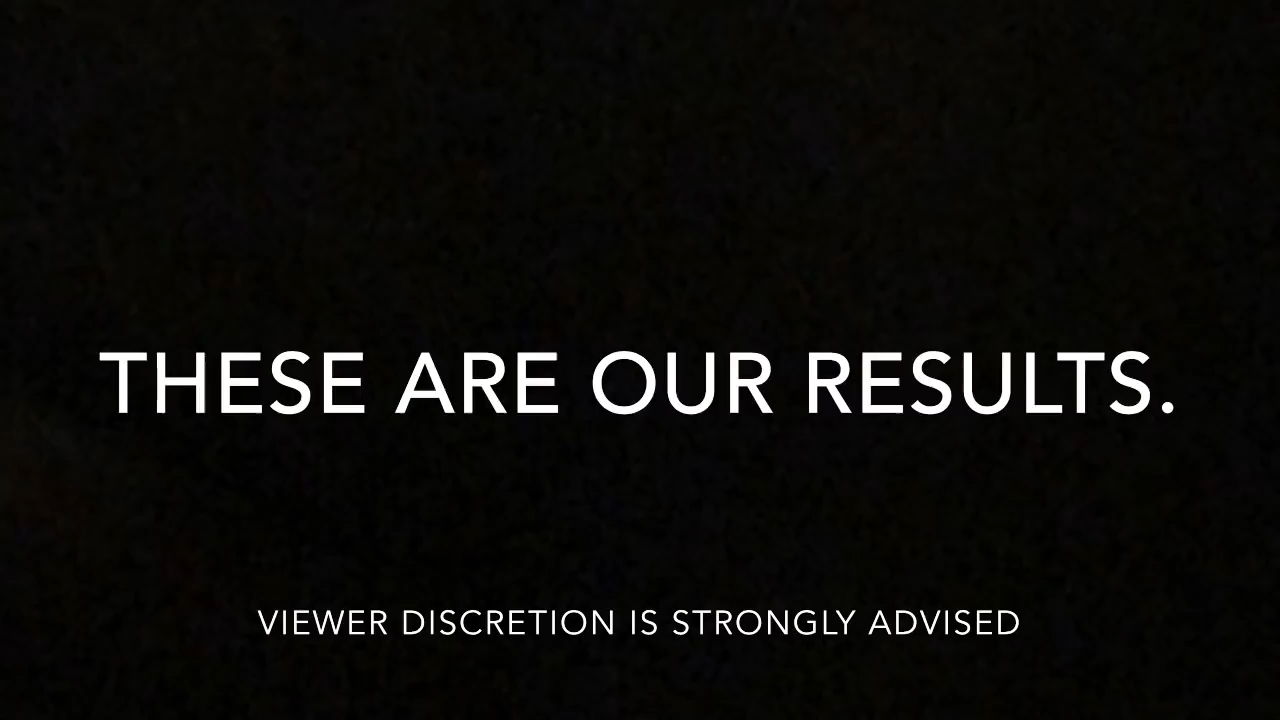 THESE ARE OUR RESULTS.
VIEWER DISCRETION IS STRONGLY ADVISED